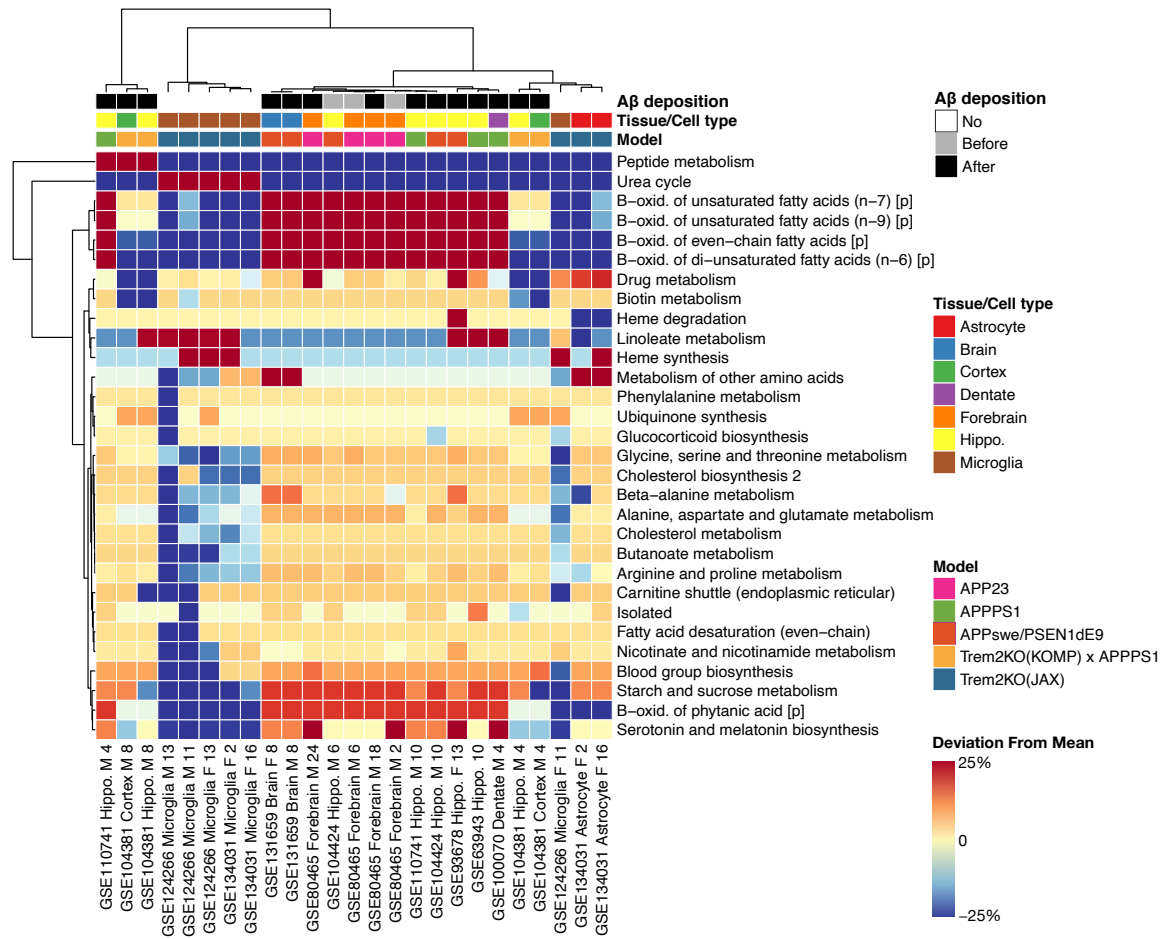 Aβ deposition
Tissue/Cell type
Model
Peptide metabolism
Urea cycle
B−oxid. of unsaturated fatty acids (n−7) [p]
B−oxid. of unsaturated fatty acids (n−9) [p]
B−oxid. of even−chain fatty acids [p]
B−oxid. of di−unsaturated fatty acids (n−6) [p]
Drug metabolism
Biotin metabolism
Heme degradation
Linoleate metabolism
Heme synthesis
Metabolism of other amino acids
Phenylalanine metabolism
Ubiquinone synthesis
Glucocorticoid biosynthesis
Glycine, serine and threonine metabolism
Cholesterol biosynthesis 2
Beta−alanine metabolism
Alanine, aspartate and glutamate metabolism
Cholesterol metabolism
Butanoate metabolism
Arginine and proline metabolism
Carnitine shuttle (endoplasmic reticular)
Isolated
Fatty acid desaturation (even−chain)
Nicotinate and nicotinamide metabolism
Blood group biosynthesis
Starch and sucrose metabolism
B−oxid. of phytanic acid [p]
Serotonin and melatonin biosynthesis
GSE110741 Hippo. M 4
GSE104381 Cortex M 8
GSE104381 Hippo. M 8
GSE124266 Microglia M 13
GSE124266 Microglia M 11
GSE124266 Microglia F 13
GSE134031 Microglia F 2
GSE134031 Microglia F 16
GSE131659 Brain F 8
GSE131659 Brain M 8
GSE80465 Forebrain M 24
GSE104424 Hippo. M 6
GSE80465 Forebrain M 6
GSE80465 Forebrain M 18
GSE80465 Forebrain M 2
GSE110741 Hippo. M 10
GSE104424 Hippo. M 10
GSE93678 Hippo. F 13
GSE63943 Hippo. 10
GSE100070 Dentate M 4
GSE104381 Hippo. M 4
GSE104381 Cortex M 4
GSE124266 Microglia F 11
GSE134031 Astrocyte F 2
GSE134031 Astrocyte F 16
Aβ deposition
No
Before
After
Tissue/Cell type
Astrocyte
Brain
Cortex
Dentate
Forebrain
Hippo.
Microglia
Model
APP23
APPPS1
APPswe/PSEN1dE9
Trem2KO(KOMP) x APPPS1
Trem2KO(JAX)
Deviation From Mean
25%
0
−25%